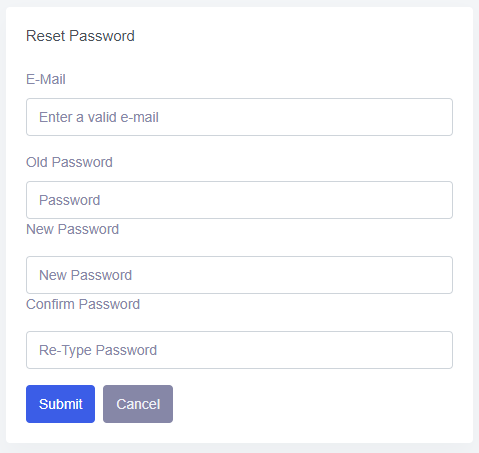 Reset Password
E-Mail
Enter a valid e-mail
Old Password
Password
New Password
New Password
Confirm Password
Re-Type Password
Submit Cancel